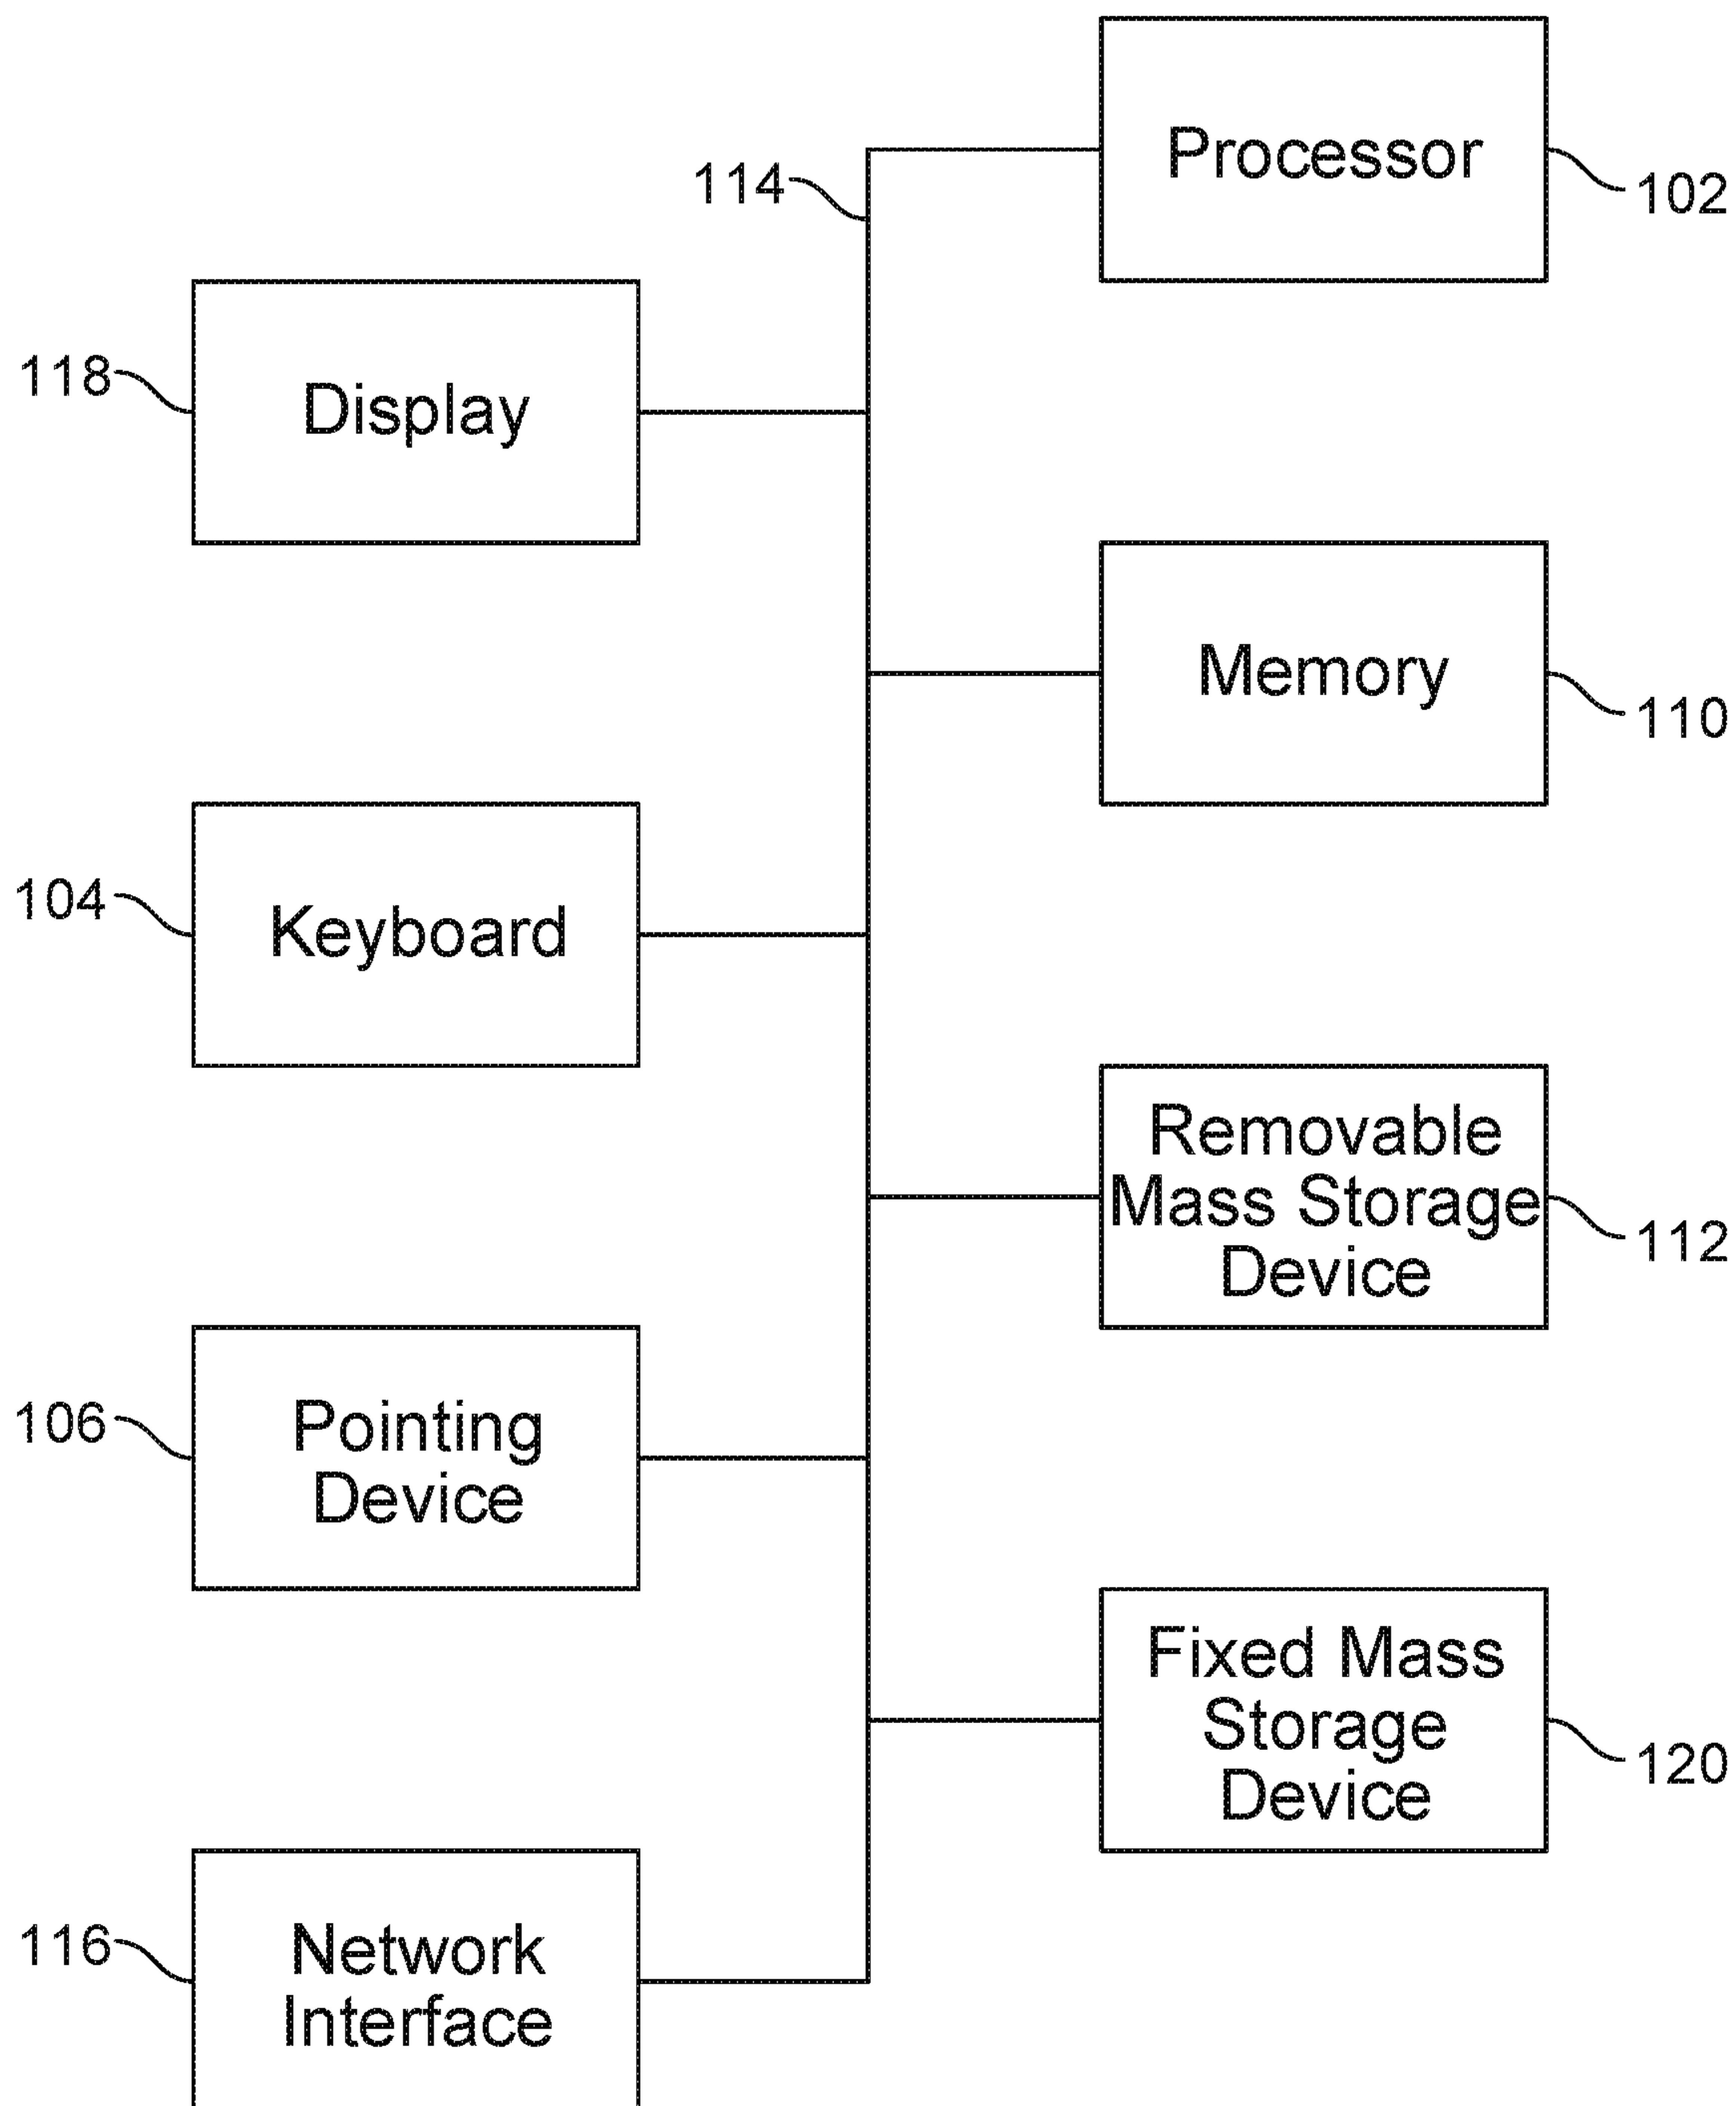 Processor
102
114
118
Display
Memory
110
104
Keyboard
Removable
Mass Storage
Device
112
106
Pointing
Device
Fixed Mass
Storage
Device
120
116
Network
Interface